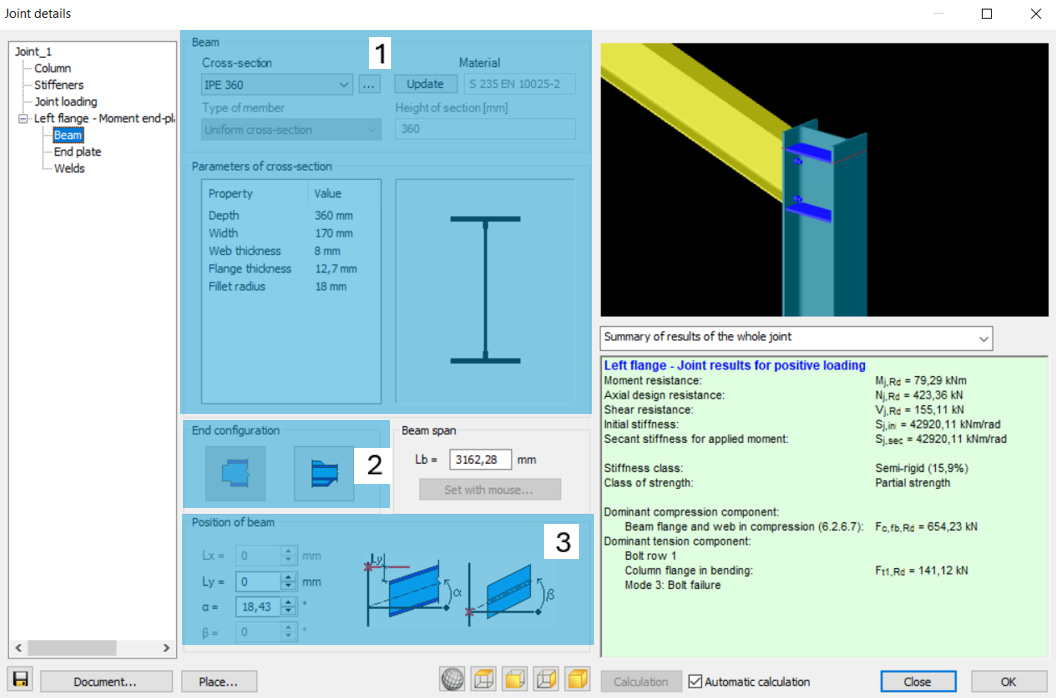 Joint details
Joint_1
Column
Stiffeners
Joint loading
Left flange - Moment end-pl
Beam
End plate
Welds
Beam
1
Cross-section
Material
IPE 360
...
Update
S 235 EN 10025-2
Type of member
Height of section [mm]
Uniform cross-section
360
Parameters of cross-section
Property Value
Depth 360 mm
Width 170 mm
Web thickness 8 mm
Flange thickness 12,7 mm
Fillet radius 18 mm
End configuration
2
Beam span
Lb = 3162,28 mm
Set with mouse...
Position of beam
3
Lx = 0 mm
Ly = 0 mm
α = 18,43 °
β = 0 °
Ly
α
β
Summary of results of the whole joint
Left flange - Joint results for positive loading
Moment resistance: Mj,Rd = 79,29 kNm
Axial design resistance: Nj,Rd = 423,36 kN
Shear resistance: Vj,Rd = 155,11 kN
Initial stiffness: Sj,ini = 42920,11 kNm/rad
Secant stiffness for applied moment: Sj,sec = 42920,11 kNm/rad
Stiffness class: Semi-rigid (15,9%)
Class of strength: Partial strength
Dominant compression component:
Beam flange and web in compression (6.2.6.7): Fc,fb,Rd = 654,23 kN
Dominant tension component:
Bolt row 1
Column flange in bending: Ft1,Rd = 141,12 kN
Mode 3: Bolt failure
Document...
Place...
Calculation
Automatic calculation
Close
OK